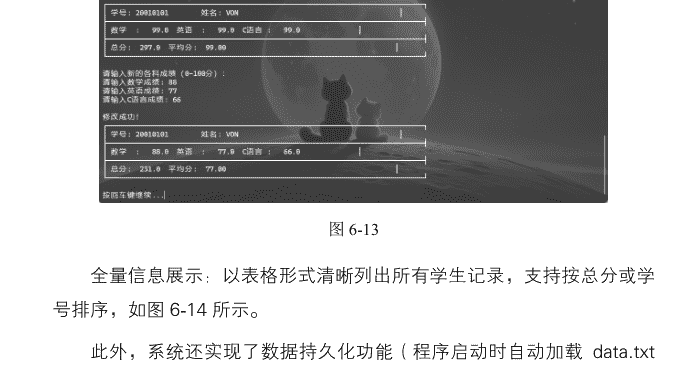 学号: 20010101 姓名: VON
数学 : 99.0 英语 : 99.0 C语言 : 99.0
总分: 297.0 平均分: 99.00
请输入新的各科成绩 (0-100分) :
请输入数学成绩: 88
请输入英语成绩: 77
请输入C语言成绩: 66
修改成功!
学号: 20010101 姓名: VON
数学 : 88.0 英语 : 77.0 C语言 : 66.0
总分: 231.0 平均分: 77.00
按回车键继续...
图 6-13
全量信息展示：以表格形式清晰列出所有学生记录，支持按总分或学
号排序，如图 6-14 所示。
此外，系统还实现了数据持久化功能（程序启动时自动加载 data.txt